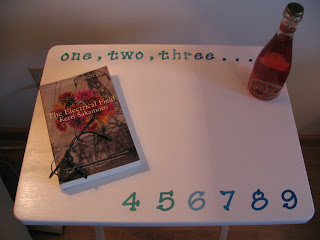 one, two, three...
The Electrical Field
Kerri Sakamoto
4 5 6 7 8 9